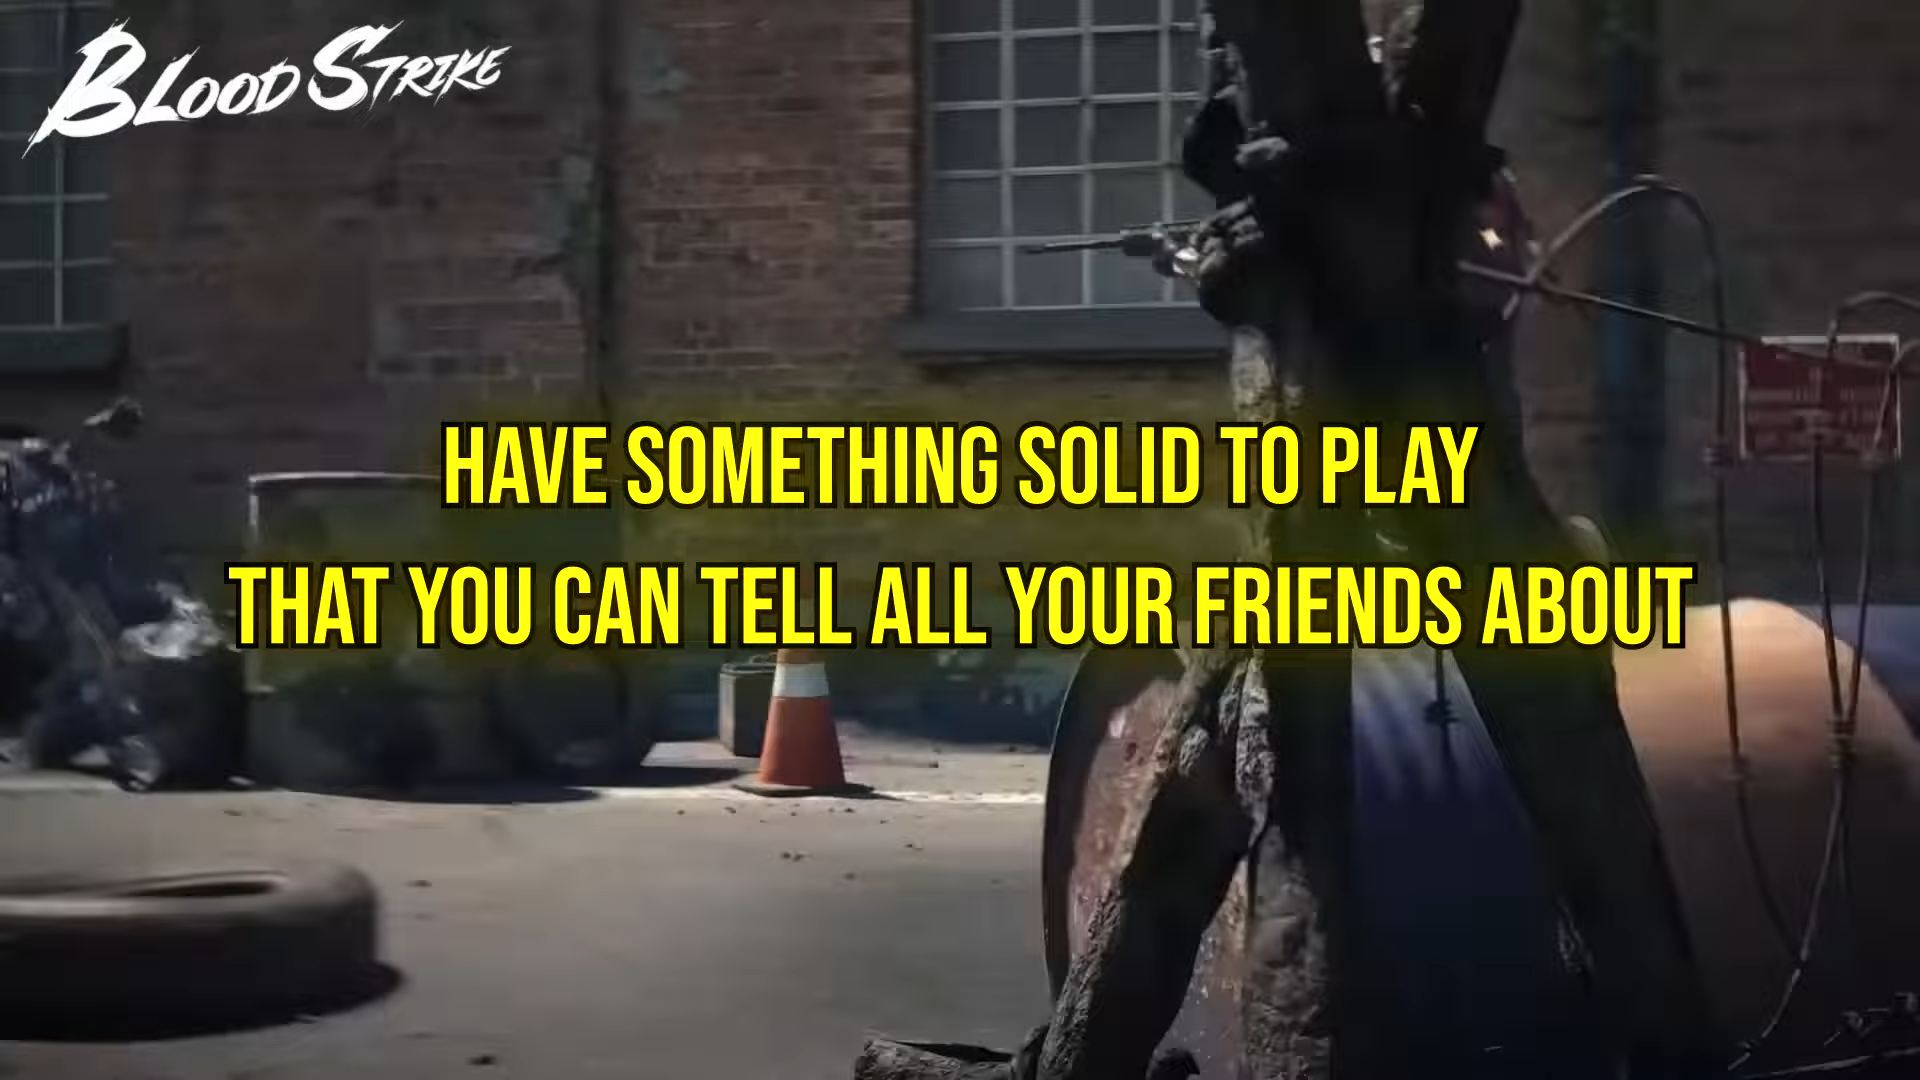 BLOOD STRIKE
HAVE SOMETHING SOLID TO PLAY
THAT YOU CAN TELL ALL YOUR FRIENDS ABOUT